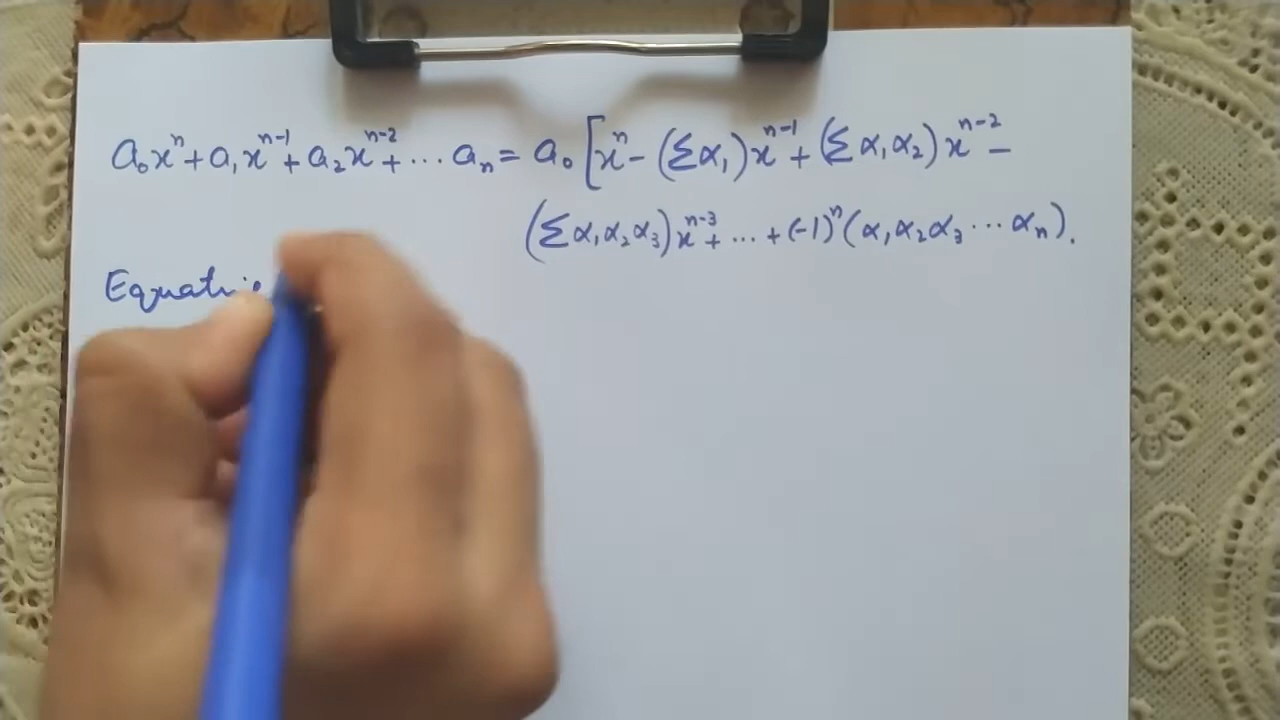 a₀xⁿ + a₁xⁿ⁻¹ + a₂xⁿ⁻² + ... aₙ = a₀ [xⁿ - (Σα₁)xⁿ⁻¹ + (Σα₁α₂)xⁿ⁻² -
(Σα₁α₂α₃)xⁿ⁻³ + ... + (-1)ⁿ(α₁α₂α₃ ... αₙ).